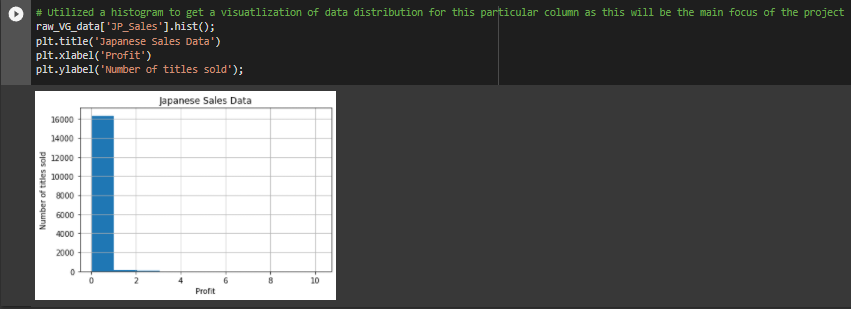 # Utilized a histogram to get a visuatlization of data distribution for this particular column as this will be the main focus of the project
raw_VG_data['JP_Sales'].hist();
plt.title('Japanese Sales Data')
plt.xlabel('Profit')
plt.ylabel('Number of titles sold');
Japanese Sales Data
16000
14000
12000
10000
8000
6000
4000
2000
0
Number of titles sold
0 2 4 6 8 10
Profit